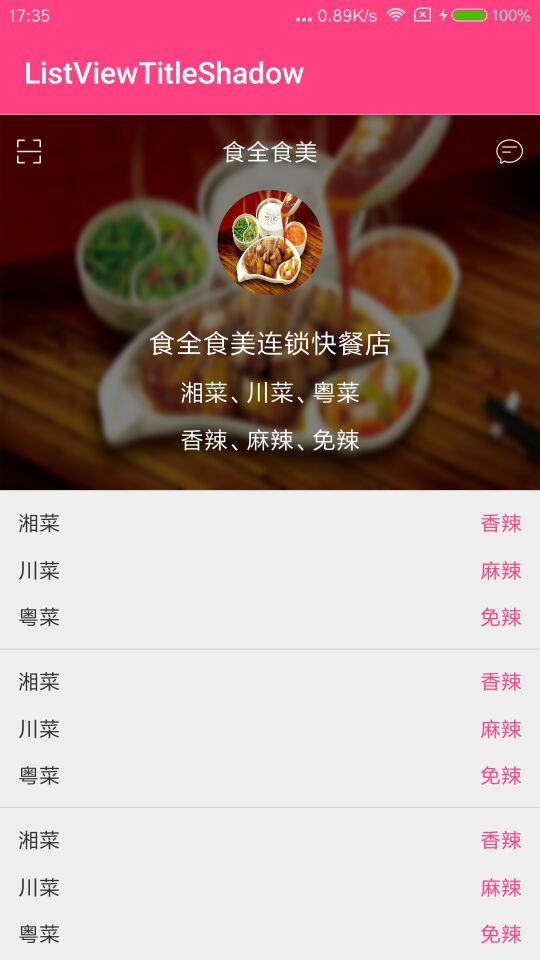 17:35 ... 0.89K/s 100%
ListViewTitleShadow
食全食美
食全食美连锁快餐店
湘菜、川菜、粤菜
香辣、麻辣、免辣
湘菜 香辣
川菜 麻辣
粤菜 免辣
湘菜 香辣
川菜 麻辣
粤菜 免辣
湘菜 香辣
川菜 麻辣
粤菜 免辣